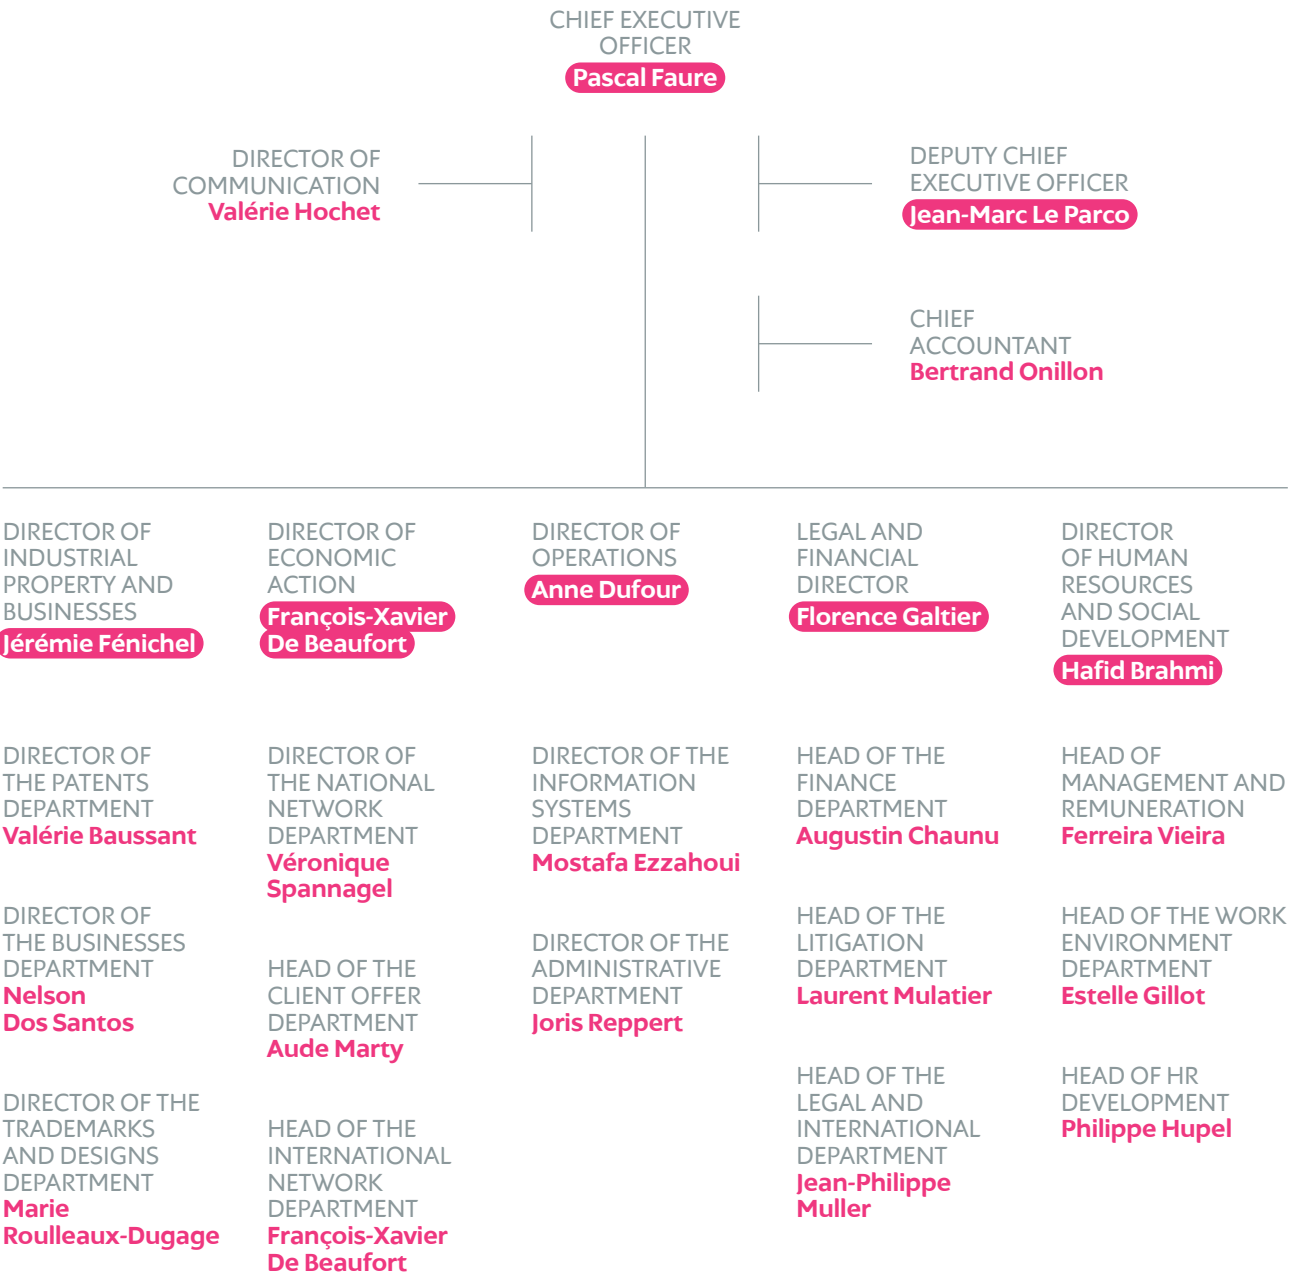 CHIEF EXECUTIVE
OFFICER
Pascal Faure
DIRECTOR OF
COMMUNICATION
Valérie Hochet
DEPUTY CHIEF
EXECUTIVE OFFICER
Jean-Marc Le Parco
CHIEF
ACCOUNTANT
Bertrand Onillon
DIRECTOR OF
INDUSTRIAL
PROPERTY AND
BUSINESSES
Jérémie Fénichel
DIRECTOR OF
THE PATENTS
DEPARTMENT
Valérie Baussant
DIRECTOR OF
THE BUSINESSES
DEPARTMENT
Nelson
Dos Santos
DIRECTOR OF THE
TRADEMARKS
AND DESIGNS
DEPARTMENT
Marie
Roulleaux-Dugage
DIRECTOR OF
ECONOMIC
ACTION
François-Xavier
De Beaufort
DIRECTOR OF
THE NATIONAL
NETWORK
DEPARTMENT
Véronique
Spannagel
HEAD OF THE
CLIENT OFFER
DEPARTMENT
Aude Marty
HEAD OF THE
INTERNATIONAL
NETWORK
DEPARTMENT
François-Xavier
De Beaufort
DIRECTOR OF
OPERATIONS
Anne Dufour
DIRECTOR OF THE
INFORMATION
SYSTEMS
DEPARTMENT
Mostafa Ezzahoui
DIRECTOR OF THE
ADMINISTRATIVE
DEPARTMENT
Joris Reppert
LEGAL AND
FINANCIAL
DIRECTOR
Florence Galtier
HEAD OF THE
FINANCE
DEPARTMENT
Augustin Chaunu
HEAD OF THE
LITIGATION
DEPARTMENT
Laurent Mulatier
HEAD OF THE
LEGAL AND
INTERNATIONAL
DEPARTMENT
Jean-Philippe
Muller
DIRECTOR
OF HUMAN
RESOURCES
AND SOCIAL
DEVELOPMENT
Hafid Brahmi
HEAD OF
MANAGEMENT AND
REMUNERATION
Ferreira Vieira
HEAD OF THE WORK
ENVIRONMENT
DEPARTMENT
Estelle Gillot
HEAD OF HR
DEVELOPMENT
Philippe Hupel